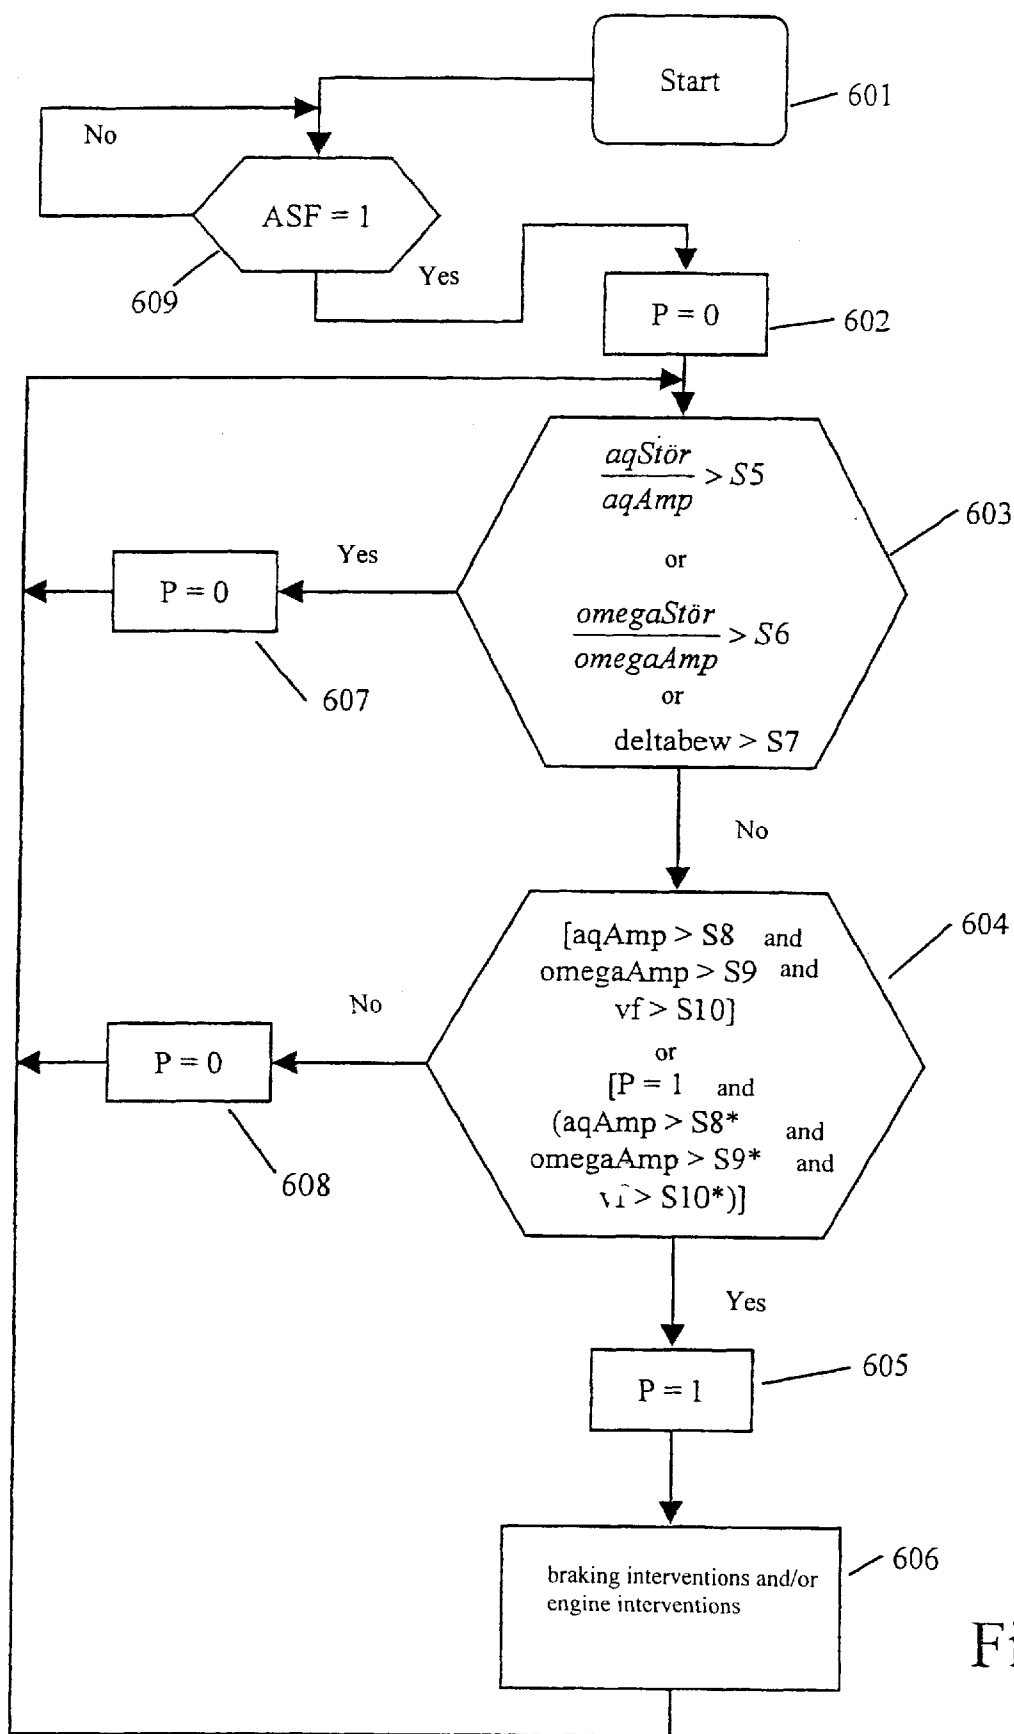 Start
601
No
ASF = 1
609
Yes
P = 0
602
aqStör
aqAmp
> S5
or
omegaStör
omegaAmp
> S6
or
deltabew > S7
603
Yes
P = 0
607
No
[aqAmp > S8 and
omegaAmp > S9 and
vf > S10]
or
[P = 1 and
(aqAmp > S8* and
omegaAmp > S9* and
> S10*)]
604
No
P = 0
608
Yes
P = 1
605
braking interventions and/or
engine interventions
606